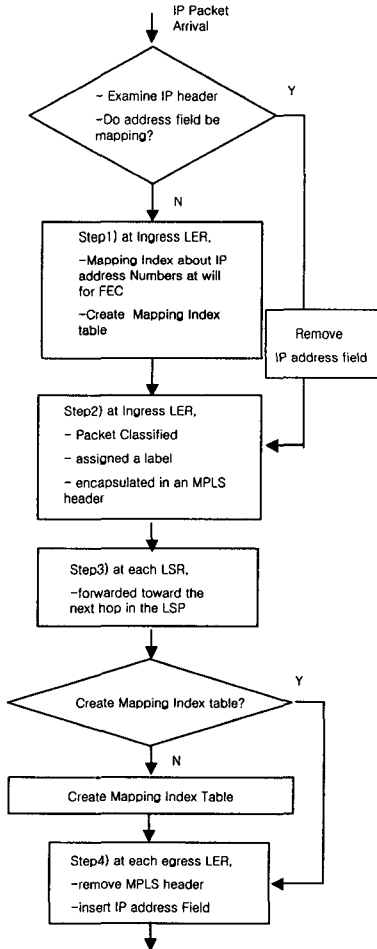 IP Packet
Arrival
- Examine IP header
-Do address field be
mapping?
Y
N
Step1) at Ingress LER,
-Mapping Index about IP
address Numbers at will
for FEC
-Create Mapping Index
table
Remove
IP address field
Step2) at Ingress LER,
- Packet Classified
- assigned a label
- encapsulated in an MPLS
header
Step3) at each LSR,
-forwarded toward the
next hop in the LSP
Create Mapping Index table?
Y
N
Create Mapping Index Table
Step4) at each egress LER,
-remove MPLS header
-insert IP address Field